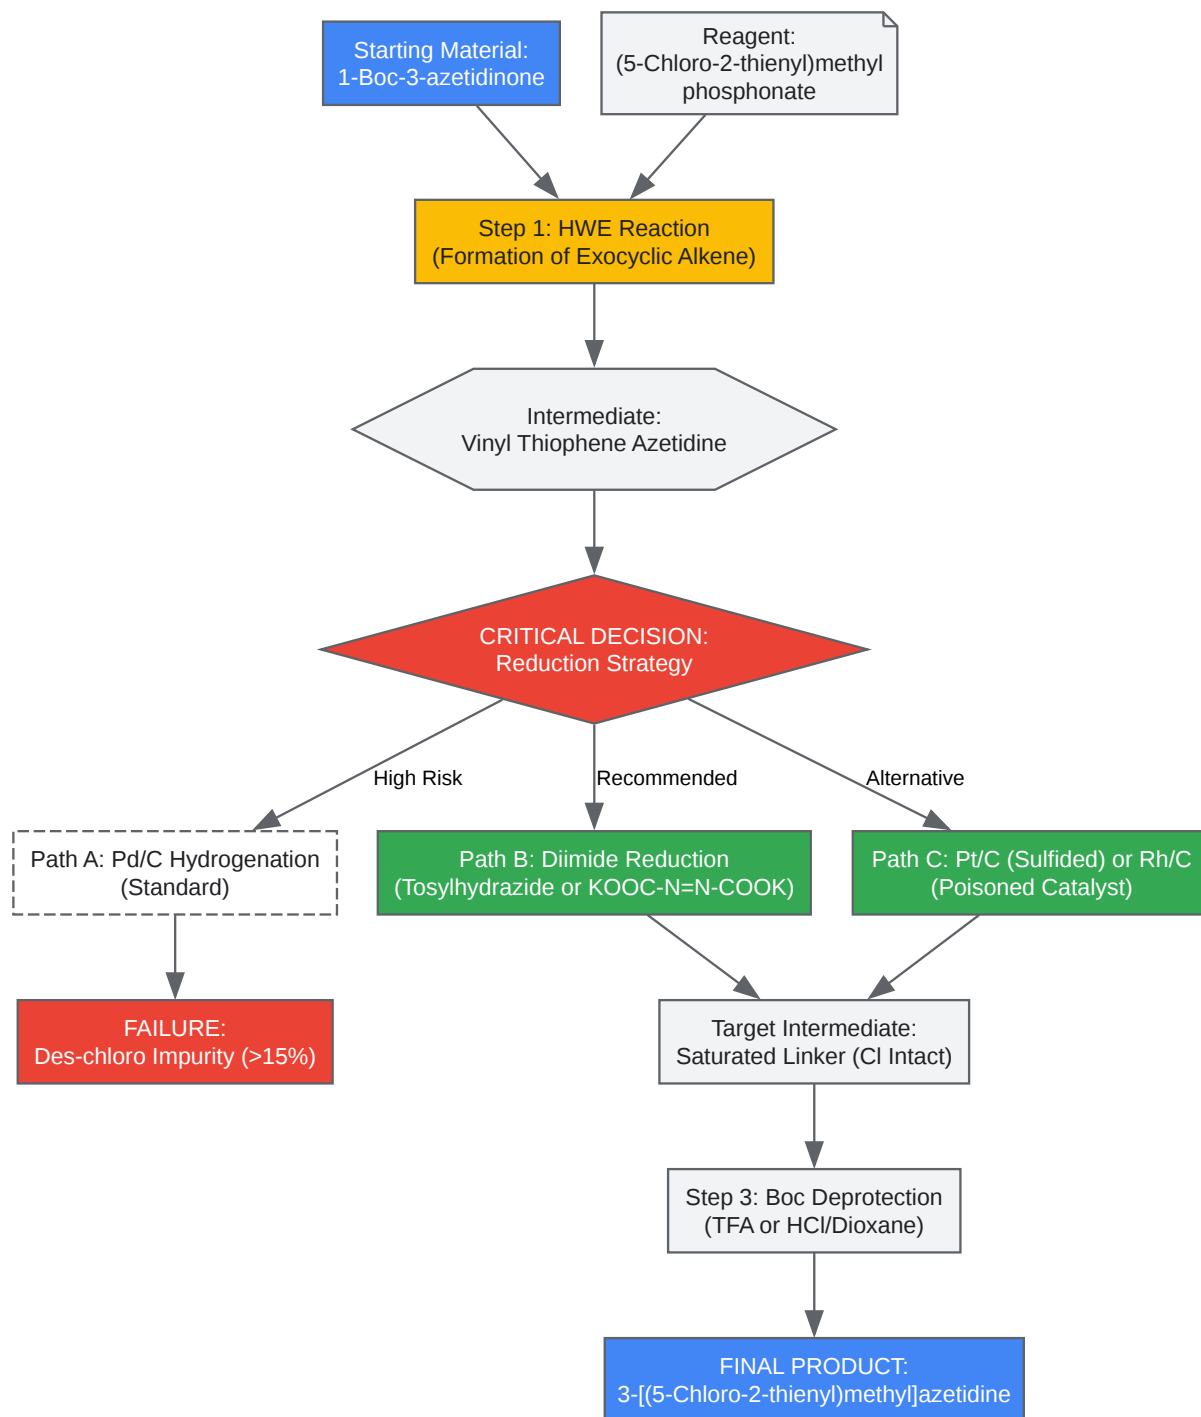 Starting Material:
1-Boc-3-azetidinone
Reagent:
(5-Chloro-2-thienyl)methyl
phosphonate
Step 1: HWE Reaction
(Formation of Exocyclic Alkene)
Intermediate:
Vinyl Thiophene Azetidine
CRITICAL DECISION:
Reduction Strategy
High Risk
Recommended
Alternative
Path A: Pd/C Hydrogenation
(Standard)
Path B: Diimide Reduction
(Tosylhydrazide or KOOC-N=N-COOK)
Path C: Pt/C (Sulfided) or Rh/C
(Poisoned Catalyst)
FAILURE:
Des-chloro Impurity (>15%)
Target Intermediate:
Saturated Linker (Cl Intact)
Step 3: Boc Deprotection
(TFA or HCl/Dioxane)
FINAL PRODUCT:
3-[(5-Chloro-2-thienyl)methyl]azetidine